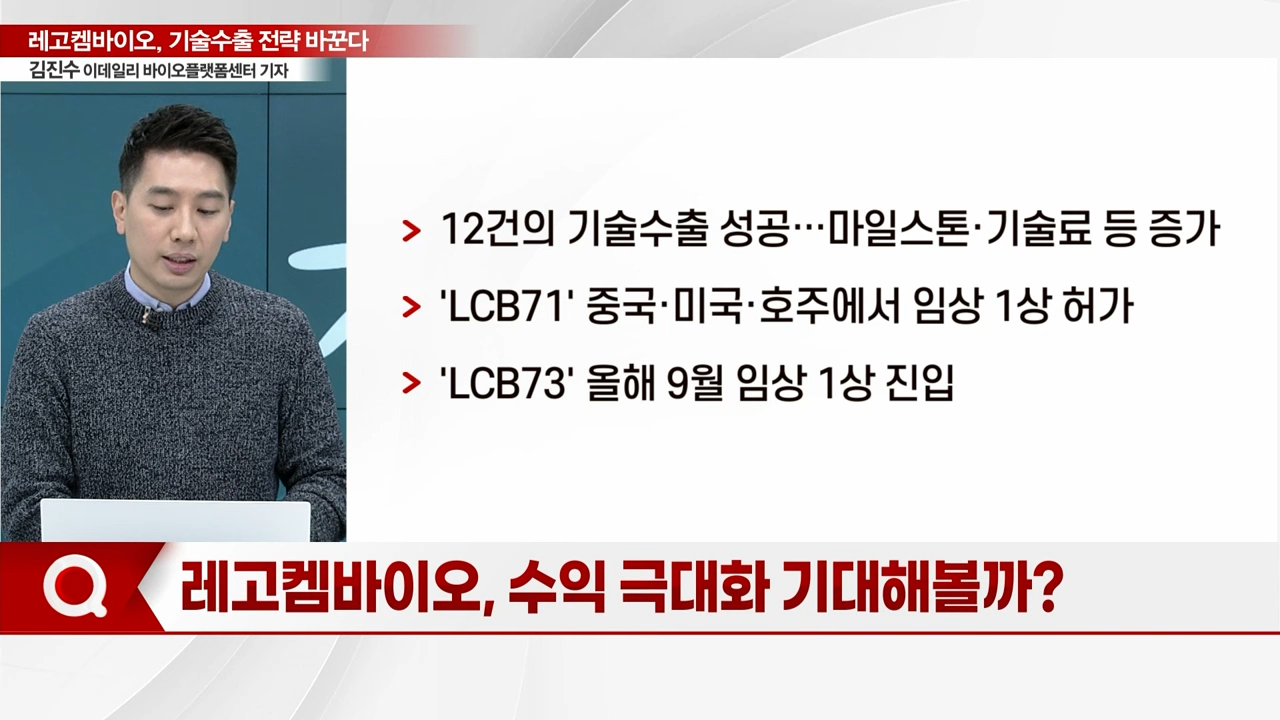 레고켐바이오, 기술수출 전략 바꾼다
김진수 이데일리 바이오플랫폼센터 기자
> 12건의 기술수출 성공…마일스톤·기술료 등 증가
> 'LCB71' 중국·미국·호주에서 임상 1상 허가
> 'LCB73' 올해 9월 임상 1상 진입
Q 레고켐바이오, 수익 극대화 기대해볼까?